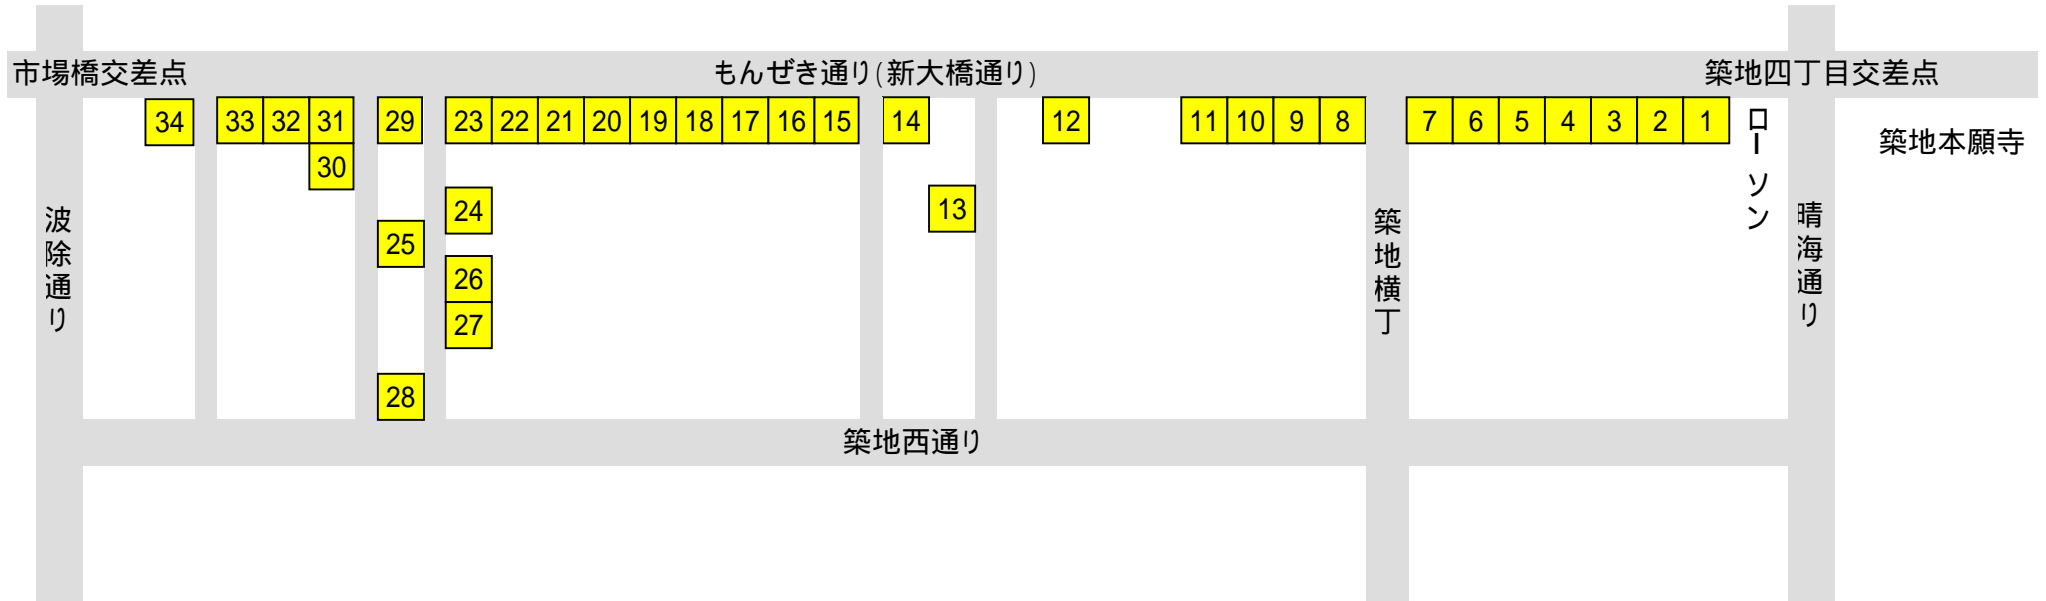 市場橋交差点
もんぜき通り(新大橋通り)
築地四丁目交差点
34
33 32 31
29
23 22 21 20 19 18 17 16 15
14
12
11 10 9 8
7 6 5 4 3 2 1
ローソン
築地本願寺
30
24
13
25
26
27
28
波除通り
築地横丁
晴海通り
築地西通り